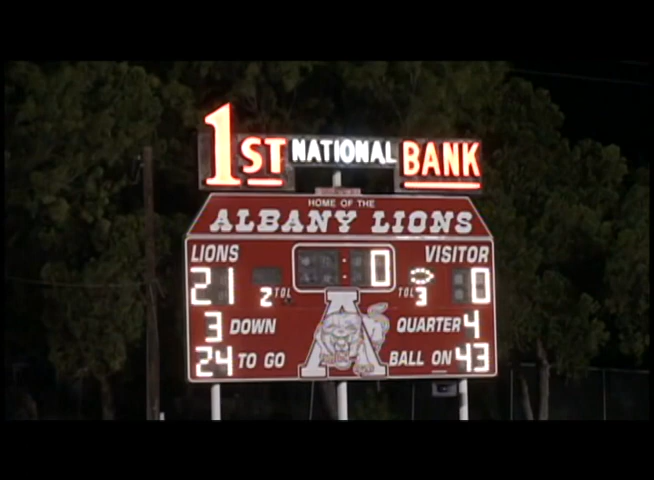 1ST NATIONAL BANK
HOME OF THE
ALBANY LIONS
LIONS VISITOR
21 0 0
2 TOL TOL 3
3 DOWN QUARTER 4
A
24 TO GO BALL ON 43